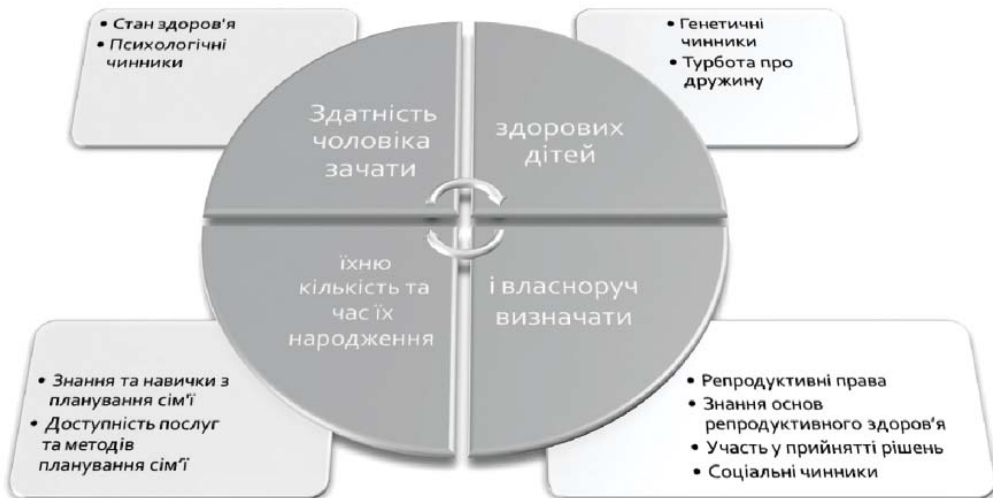 • Стан здоров'я
• Психологічні
чинники
• Генетичні
чинники
• Турбота про
дружину
Здатність
чоловіка
зачати
здорових
дітей
їхню
кількість та
час їх
народження
і власноруч
визначати
• Знання та навички з
планування сім'ї
• Доступність послуг
та методів
планування сім'ї
• Репродуктивні права
• Знання основ
репродуктивного здоров'я
• Участь у прийнятті рішень
• Соціальні чинники